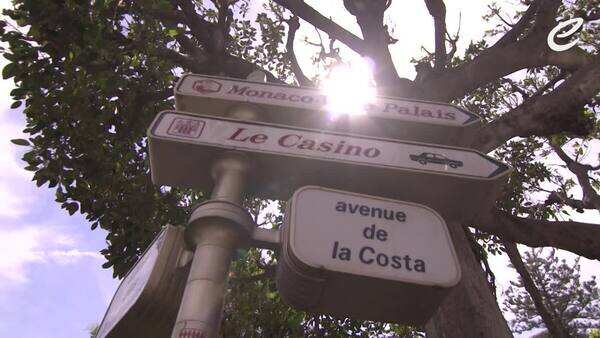 Monaco Palais
Le Casino
avenue
de
la Costa